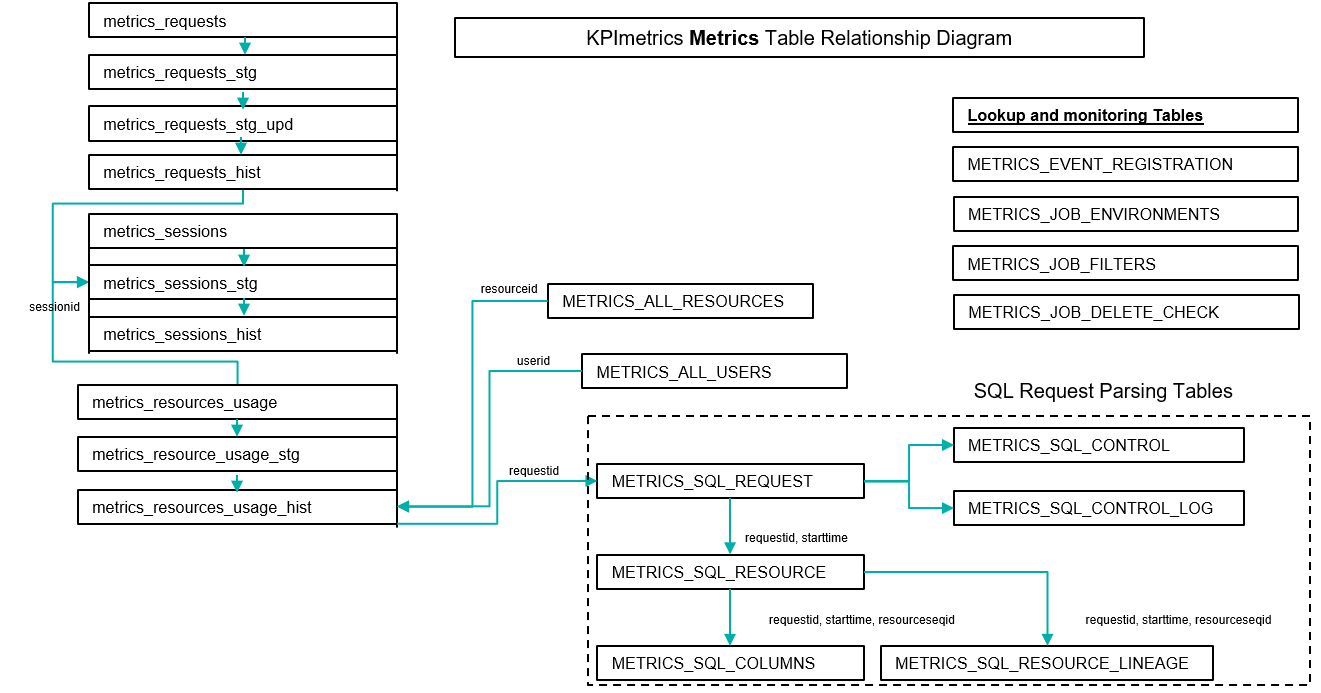 KPImetrics Metrics Table Relationship Diagram
metrics_requests
metrics_requests_stg
metrics_requests_stg_upd
metrics_requests_hist
metrics_sessions
metrics_sessions_stg
metrics_sessions_hist
sessionid
metrics_resources_usage
metrics_resource_usage_stg
metrics_resources_usage_hist
resourceid
METRICS_ALL_RESOURCES
userid
METRICS_ALL_USERS
requestid
Lookup and monitoring Tables
METRICS_EVENT_REGISTRATION
METRICS_JOB_ENVIRONMENTS
METRICS_JOB_FILTERS
METRICS_JOB_DELETE_CHECK
SQL Request Parsing Tables
METRICS_SQL_REQUEST
METRICS_SQL_CONTROL
METRICS_SQL_CONTROL_LOG
requestid, starttime
METRICS_SQL_RESOURCE
requestid, starttime, resourceseqid
requestid, starttime, resourceseqid
METRICS_SQL_COLUMNS
METRICS_SQL_RESOURCE_LINEAGE